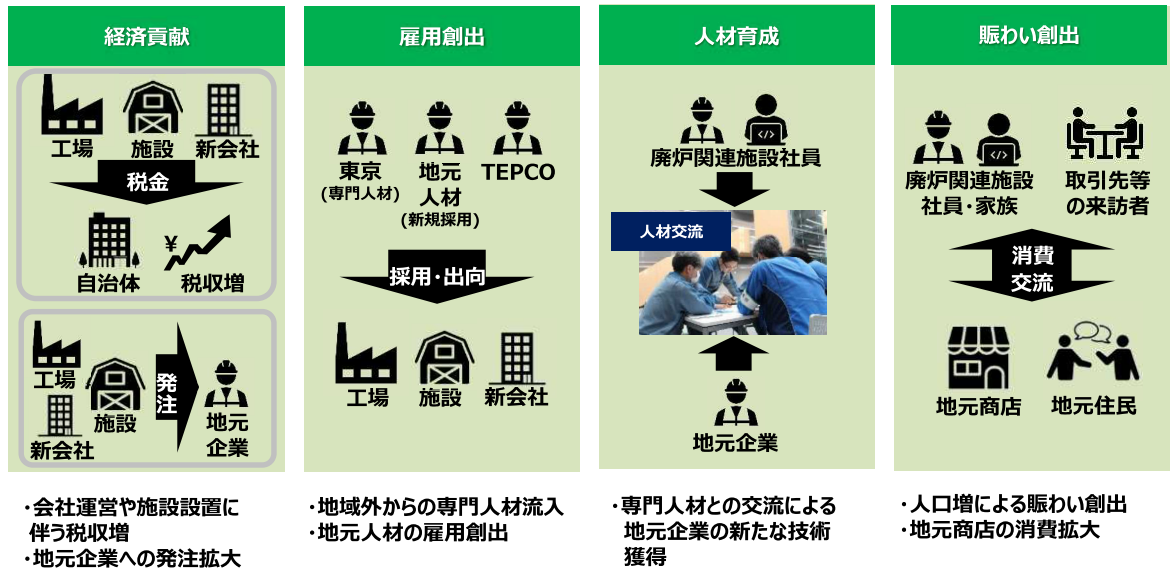 経済貢献
工場
施設
新会社
税金
¥
自治体
税収増
工場
施設
新会社
発
注
地元
企業
・会社運営や施設設置に
伴う税収増
・地元企業への発注拡大
雇用創出
東京
(専門人材)
地元
人材
(新規採用)
TEPCO
採用・出向
工場
施設
新会社
・地域外からの専門人材流入
・地元人材の雇用創出
人材育成
</>
廃炉関連施設社員
人材交流
地元企業
・専門人材との交流による
地元企業の新たな技術
獲得
賑わい創出
</>
廃炉関連施設
社員・家族
取引先等
の来訪者
消費
交流
地元商店
地元住民
・人口増による賑わい創出
・地元商店の消費拡大